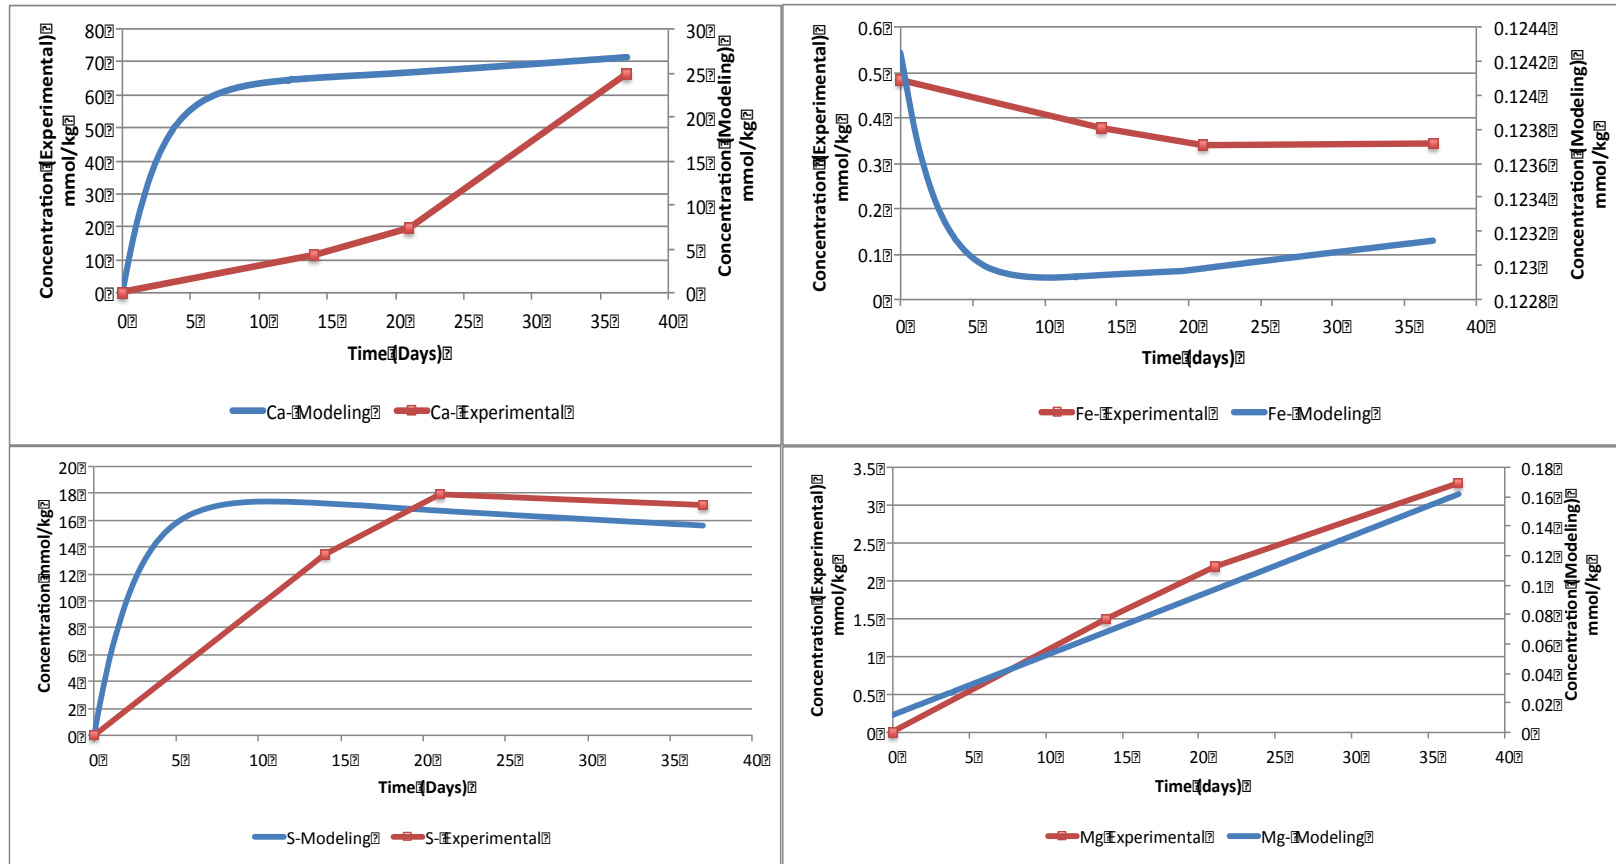 Concentration (Experimental)
mmol/kg
80
70
60
50
40
30
20
10
0
30
25
20
15
10
5
0
Concentration (Modeling)
mmol/kg
0 5 10 15 20 25 30 35 40
Time (Days)
Ca- Modeling Ca- Experimental
Concentration (Experimental)
mmol/kg
0.6
0.5
0.4
0.3
0.2
0.1
0
0.1244
0.1242
0.124
0.1238
0.1236
0.1234
0.1232
0.123
0.1228
Concentration (Modeling)
mmol/kg
0 5 10 15 20 25 30 35 40
Time (days)
Fe- Experimental Fe- Modeling
Concentration mmol/kg
20
18
16
14
12
10
8
6
4
2
0
0 5 10 15 20 25 30 35 40
Time (Days)
S-Modeling S- Experimental
Concentration (Experimental)
mmol/kg
3.5
3
2.5
2
1.5
1
0.5
0
0.18
0.16
0.14
0.12
0.1
0.08
0.06
0.04
0.02
0
Concentration (Modeling)
mmol/kg
0 5 10 15 20 25 30 35 40
Time (days)
Mg Experimental Mg- Modeling